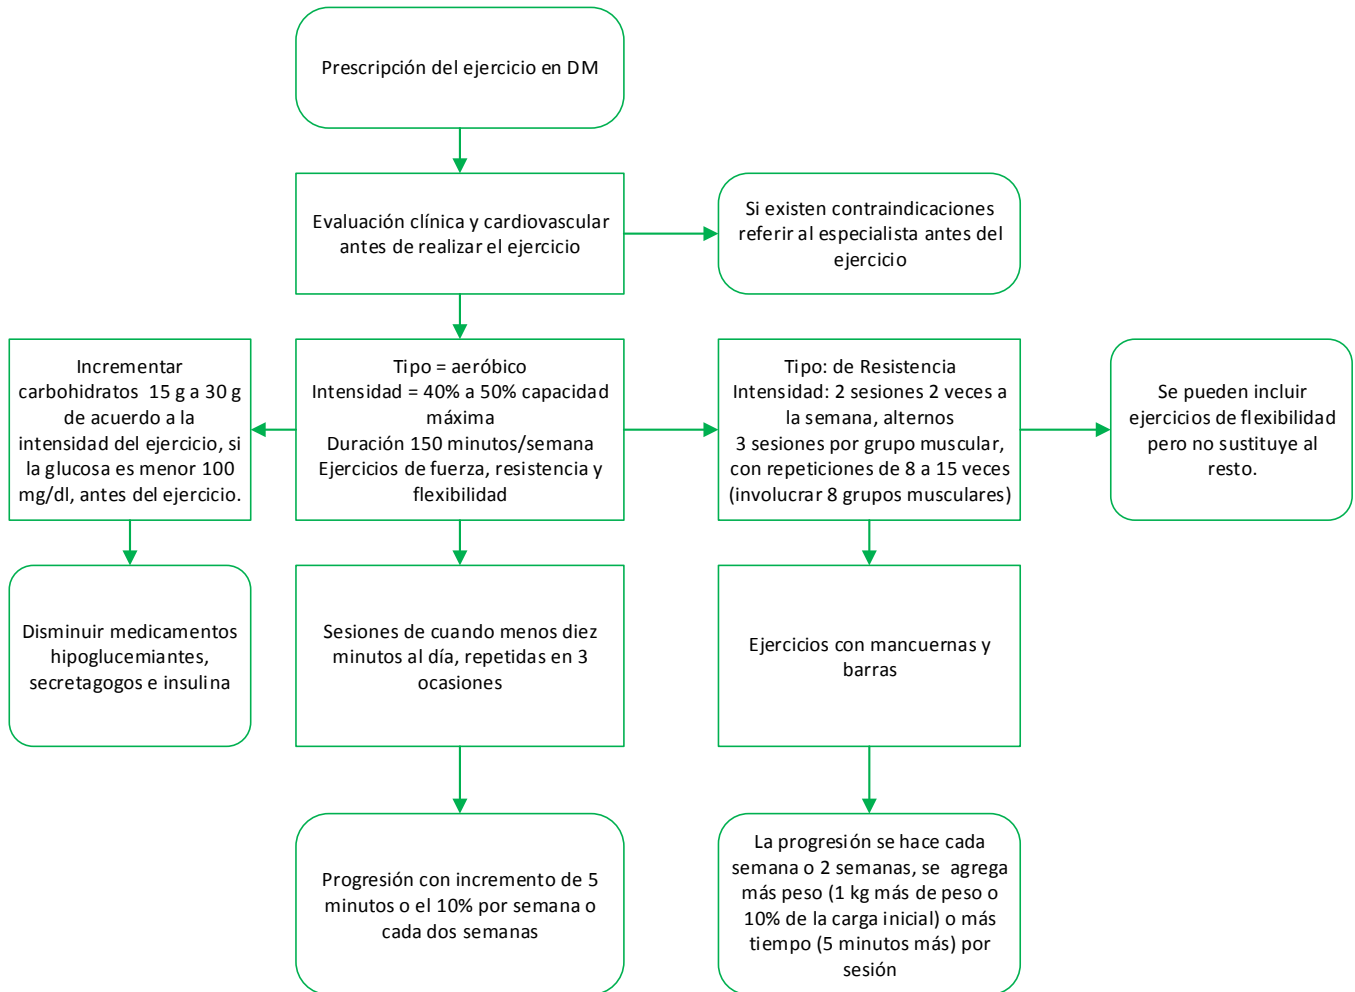 Prescripción del ejercicio en DM
Evaluación clínica y cardiovascular
antes de realizar el ejercicio
Si existen contraindicaciones
referir al especialista antes del
ejercicio
Incrementar
carbohidratos 15 g a 30 g
de acuerdo a la
intensidad del ejercicio, si
la glucosa es menor 100
mg/dl, antes del ejercicio.
Tipo = aeróbico
Intensidad = 40% a 50% capacidad
máxima
Duración 150 minutos/semana
Ejercicios de fuerza, resistencia y
flexibilidad
Tipo: de Resistencia
Intensidad: 2 sesiones 2 veces a
la semana, alternos
3 sesiones por grupo muscular,
con repeticiones de 8 a 15 veces
(involucrar 8 grupos musculares)
Se pueden incluir
ejercicios de flexibilidad
pero no sustituye al
resto.
Disminuir medicamentos
hipoglucemiantes,
secretagogos e insulina
Sesiones de cuando menos diez
minutos al día, repetidas en 3
ocasiones
Ejercicios con mancuernas y
barras
Progresión con incremento de 5
minutos o el 10% por semana o
cada dos semanas
La progresión se hace cada
semana o 2 semanas, se agrega
más peso (1 kg más de peso o
10% de la carga inicial) o más
tiempo (5 minutos más) por
sesión